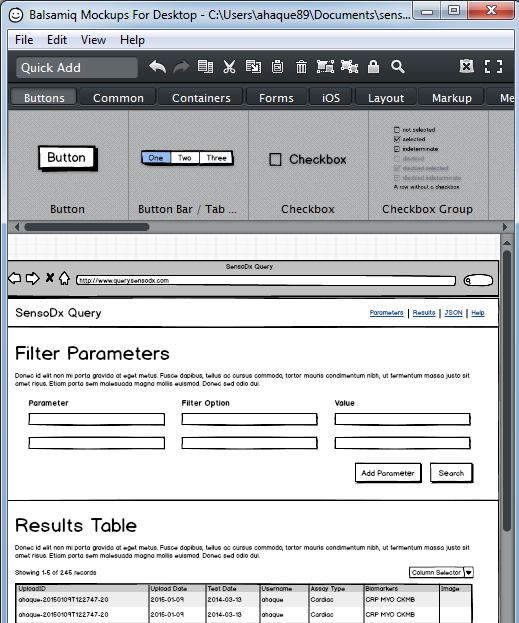 Balsamiq Mockups For Desktop - C:\Users\ahaque89\Documents\sens...
File Edit View Help
Quick Add
Buttons Common Containers Forms iOS Layout Markup Me
Button
One Two Three
Checkbox
not selected
selected
indeterminate
disabled
disabled selected
disabled indeterminate
A row without a checkbox
Button Button Bar / Tab ... Checkbox Checkbox Group
SensoDx Query
http://www.querysensodx.com
SensoDx Query Parameters | Results | JSON | Help
Filter Parameters
Donec id elit non mi porta gravida at eget metus. Fusce dapibus, tellus ac cursus commodo, tortor mauris condimentum nibh, ut fermentum massa justo sit
amet risus. Etiam porta sem malesuada magna mollis euismod. Donec sed odio dui.
Parameter Filter Option Value
Add Parameter Search
Results Table
Donec id elit non mi porta gravida at eget metus. Fusce dapibus, tellus ac cursus commodo, tortor mauris condimentum nibh, ut fermentum massa justo sit
amet risus. Etiam porta sem malesuada magna mollis euismod. Donec sed odio dui.
Showing 1-5 of 245 records Column Selector
UploadID Upload Date Test Date Username Assay Type Biomarkers Image
ahaque-20150109T122747-20 2015-01-09 2014-03-13 ahaque Cardiac CRP MYO CKMB
ahaque-20150109T122747-20 2015-01-09 2014-03-13 ahaque Cardiac CRP MYO CKMB